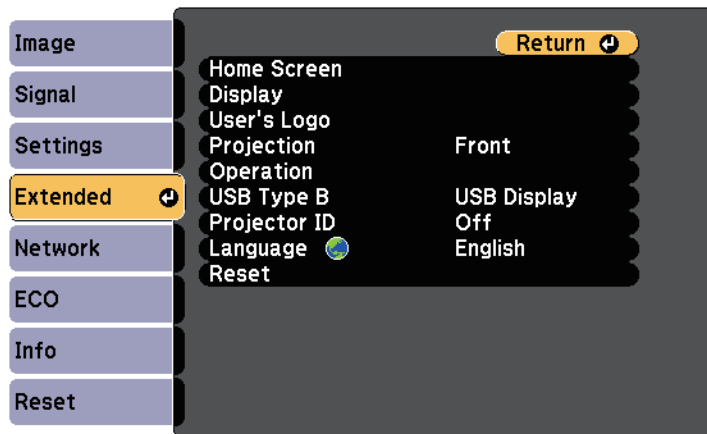 Image
Signal
Settings
Extended
Network
ECO
Info
Reset
Return
Home Screen
Display
User's Logo
Projection Front
Operation
USB Type B USB Display
Projector ID Off
Language English
Reset